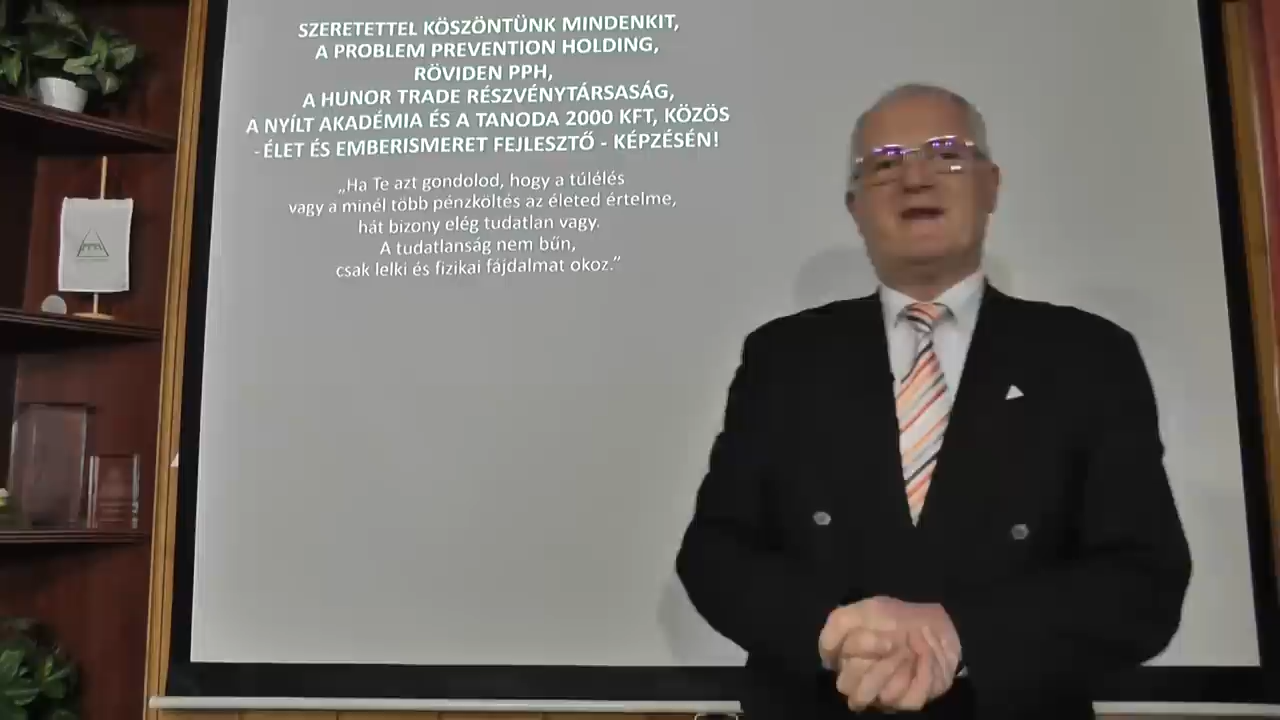 SZERETETTEL KÖSZÖNTÜNK MINDENKIT,
A PROBLEM PREVENTION HOLDING,
RÖVIDEN PPH,
A HUNOR TRADE RÉSZVÉNYTÁRSASÁG,
A NYÍLT AKADÉMIA ÉS A TANODA 2000 KFT, KÖZÖS
- ÉLET ÉS EMBERISMERET FEJLESZTŐ - KÉPZÉSÉN!
„Ha Te azt gondolod, hogy a túlélés
vagy a minél több pénzköltés az életed értelme,
hát bizony elég tudatlan vagy.
A tudatlanság nem bűn,
csak lelki és fizikai fájdalmat okoz.”